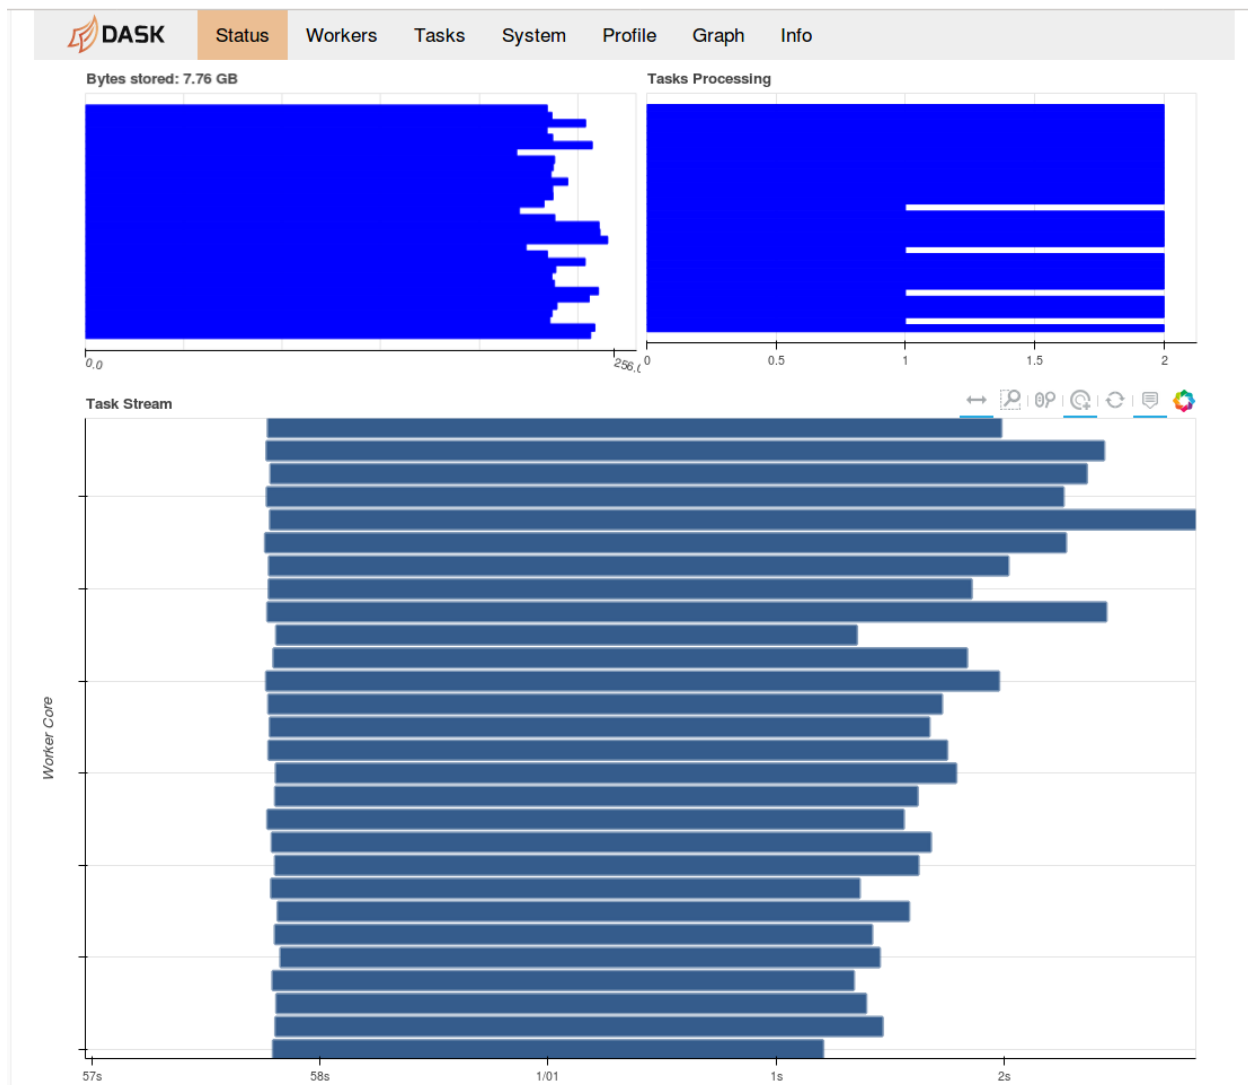 DASK Status Workers Tasks System Profile Graph Info
Bytes stored: 7.76 GB
Tasks Processing
0.0
256.(
0 0.5 1 1.5 2
Task Stream
Worker Core
57s 58s 1/01 1s 2s